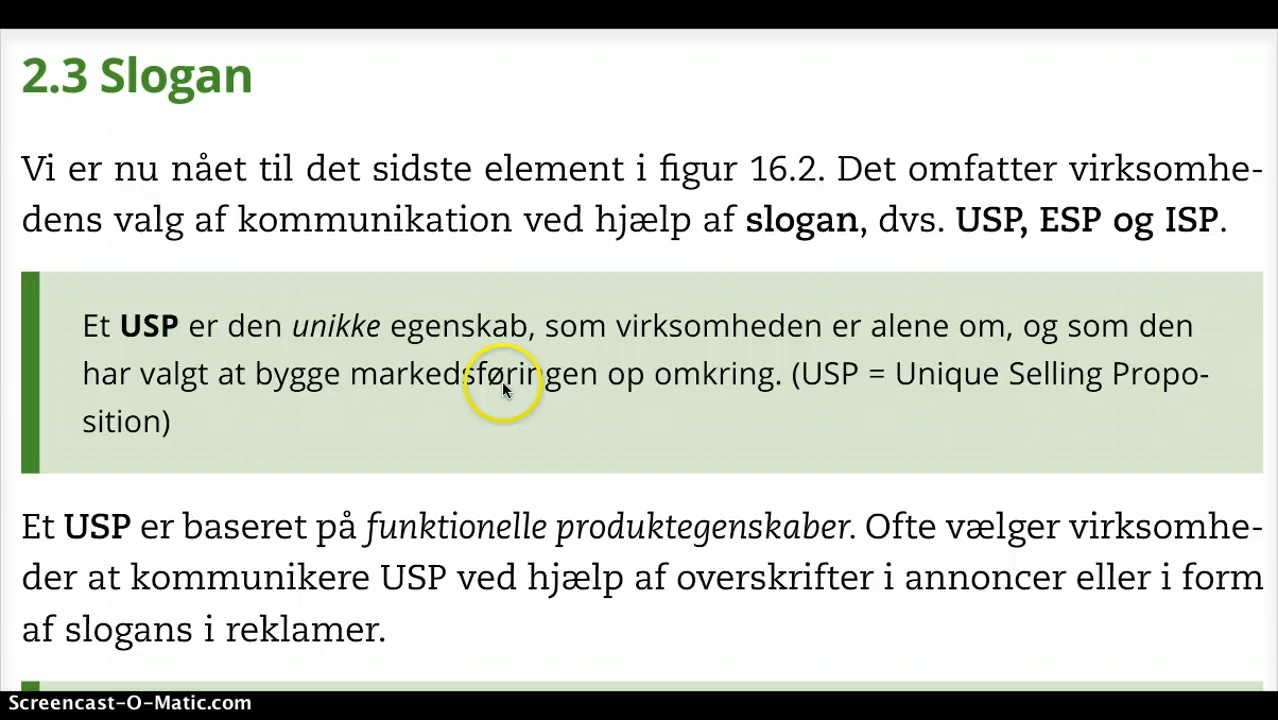 2.3 Slogan
Vi er nu nået til det sidste element i figur 16.2. Det omfatter virksomhe-
dens valg af kommunikation ved hjælp af slogan, dvs. USP, ESP og ISP.
Et USP er den unikke egenskab, som virksomheden er alene om, og som den
har valgt at bygge markedsføringen op omkring. (USP = Unique Selling Propo-
sition)
Et USP er baseret på funktionelle produktegenskaber. Ofte vælger virksomhe-
der at kommunikere USP ved hjælp af overskrifter i annoncer eller i form
af slogans i reklamer.
Screencast-O-Matic.com